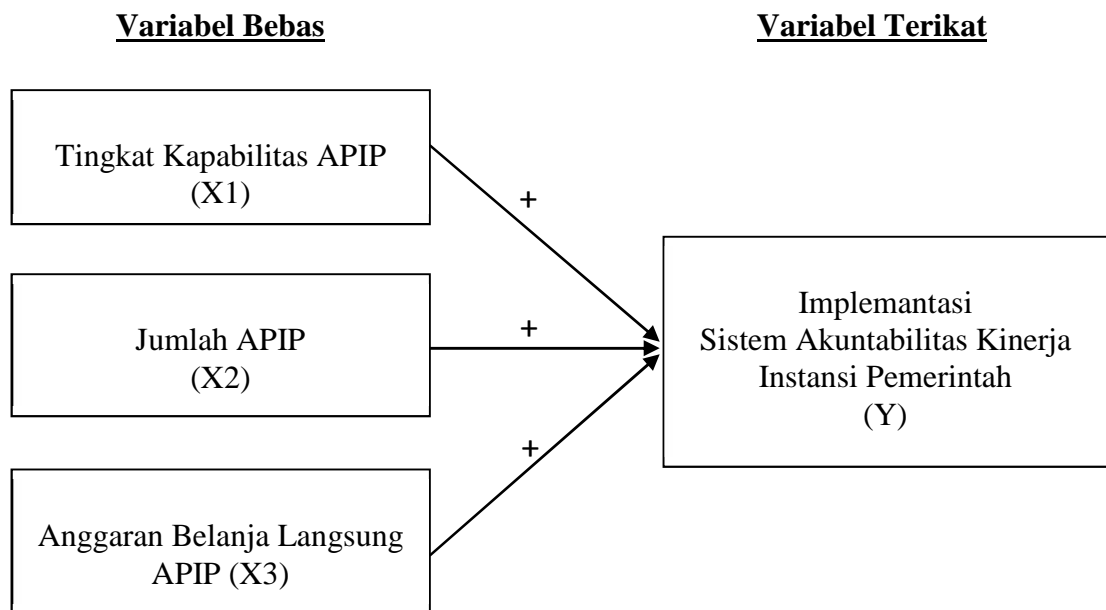 Variabel Bebas
Variabel Terikat
Tingkat Kapabilitas APIP
(X1)
+
Jumlah APIP
(X2)
+
Anggaran Belanja Langsung
APIP (X3)
+
Implemantasi
Sistem Akuntabilitas Kinerja
Instansi Pemerintah
(Y)